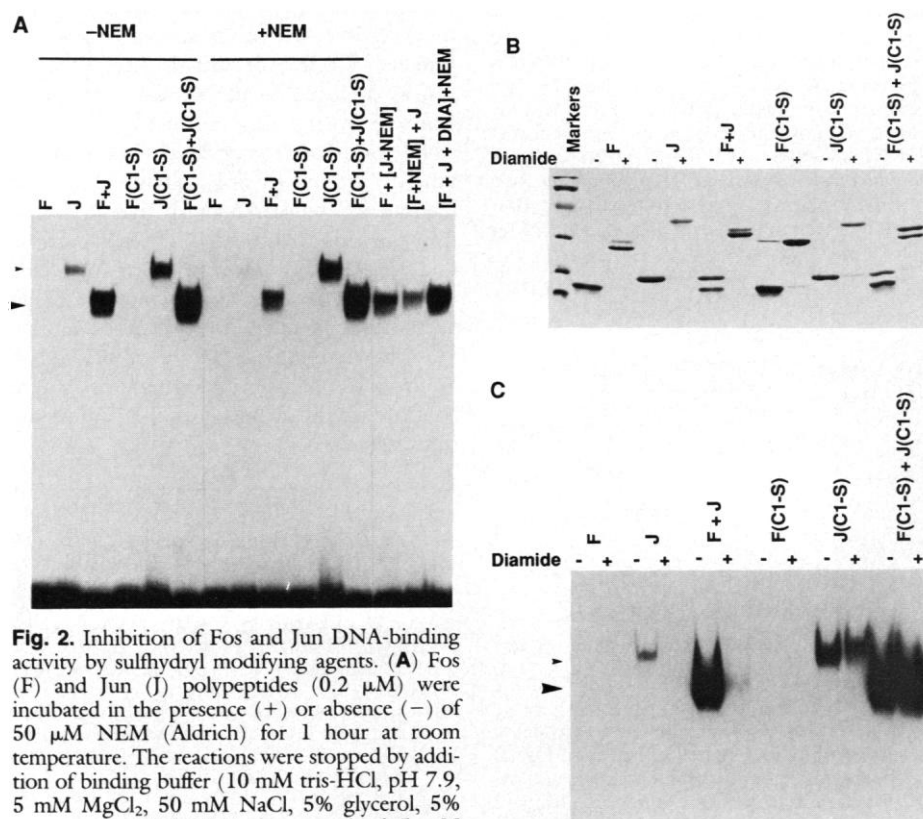 A
–NEM
+NEM
F
J
F+J
F(C1-S)
J(C1-S)
F(C1-S)+J(C1-S)
F
J
F+J
F(C1-S)
J(C1-S)
F(C1-S)+J(C1-S)
F + [J+NEM]
[F+NEM] + J
[F + J + DNA]+NEM
B
Markers
F
J
F+J
F(C1-S)
J(C1-S)
F(C1-S) + J(C1-S)
Diamide - + - + - + - + - + - +
C
F
J
F + J
F(C1-S)
J(C1-S)
F(C1-S) + J(C1-S)
Diamide - + - + - + - + - + - +
Fig. 2. Inhibition of Fos and Jun DNA-binding
activity by sulfhydryl modifying agents. (A) Fos
(F) and Jun (J) polypeptides (0.2 μM) were
incubated in the presence (+) or absence (−) of
50 μM NEM (Aldrich) for 1 hour at room
temperature. The reactions were stopped by addi-
tion of binding buffer (10 mM tris-HCl, pH 7.9,
5 mM MgCl₂, 50 mM NaCl, 5% glycerol, 5%